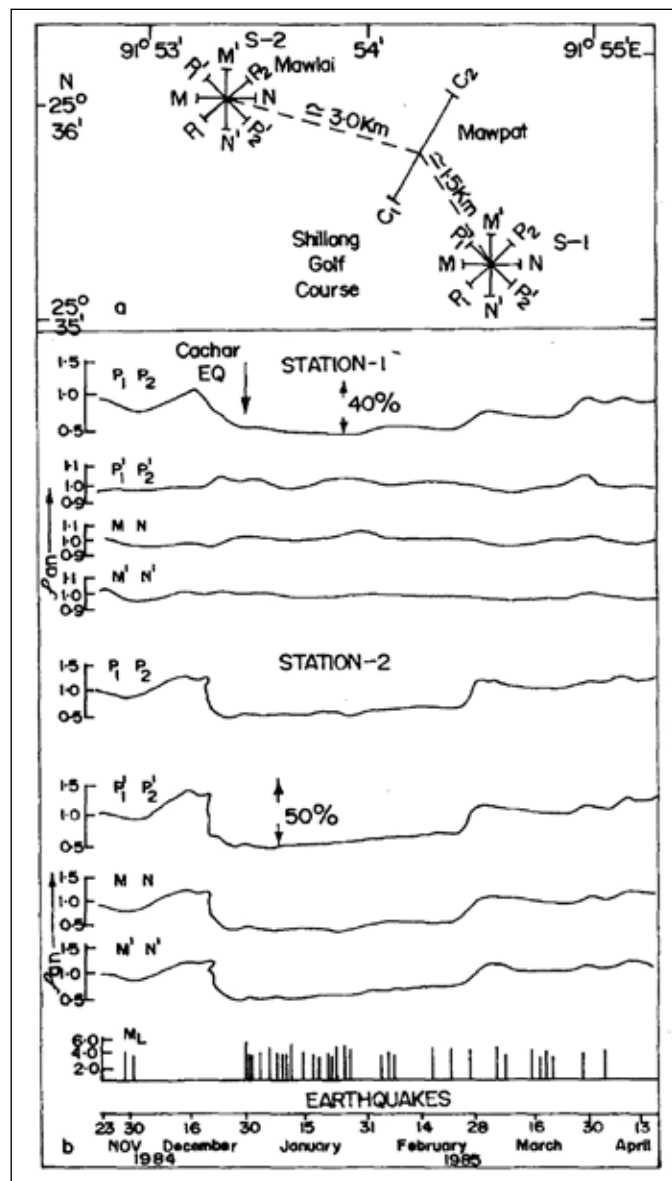 91° 53' S-2 54' 91° 55'E
M'
Mawlai
P₁' P₂
N
25°
36'
M N
P₁ P₂'
N'
≃ 3.0Km
C₂
Mawpat
C₁
≃ 1.5Km
Shillong
Golf
Course
M'
P₁' P₂
S-1
M N
P₁ P₂'
N'
25°
35'
a
Cachar
EQ
STATION-1
1.5
P₁ P₂
1.0
40%
0.5
1.1
P₁' P₂'
1.0
0.9
1.1
M N
1.0
0.9
1.1
M' N'
1.0
0.9
ρan
STATION-2
1.5
P₁ P₂
1.0
0.5
1.5
P₁' P₂'
1.0
50%
0.5
1.5
M N
1.0
0.5
1.5
M' N'
1.0
0.5
ρan
ML
6.0
4.0
2.0
EARTHQUAKES
23 30 16 30 31 14 28 16 30 13
b NOV December January February March April
1984 1985